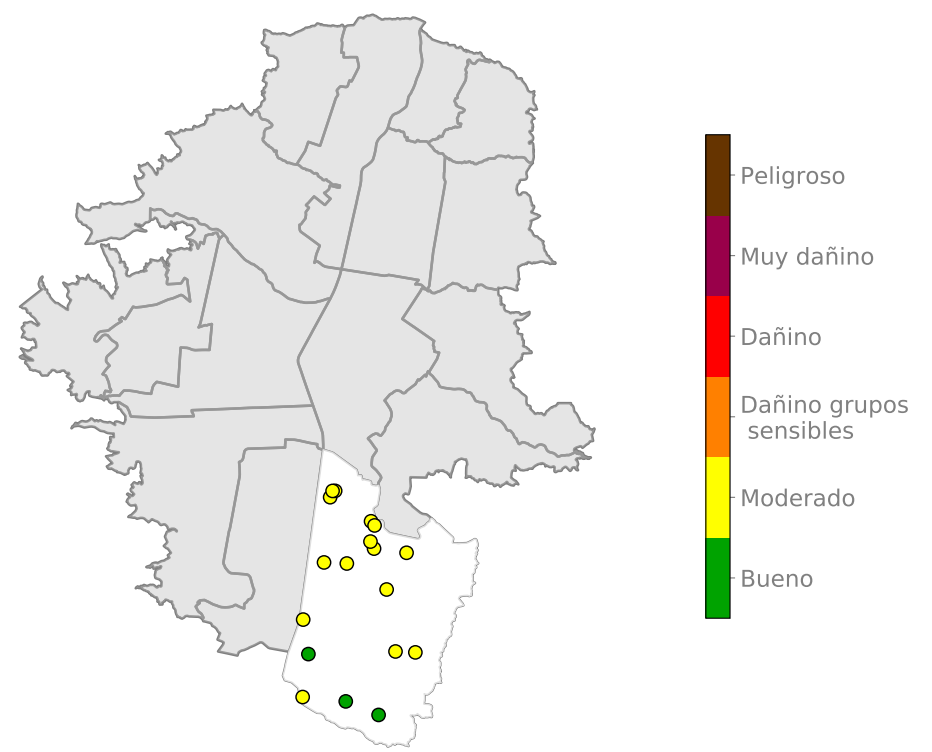 Peligroso
Muy dañino
Dañino
Dañino grupos
sensibles
Moderado
Bueno